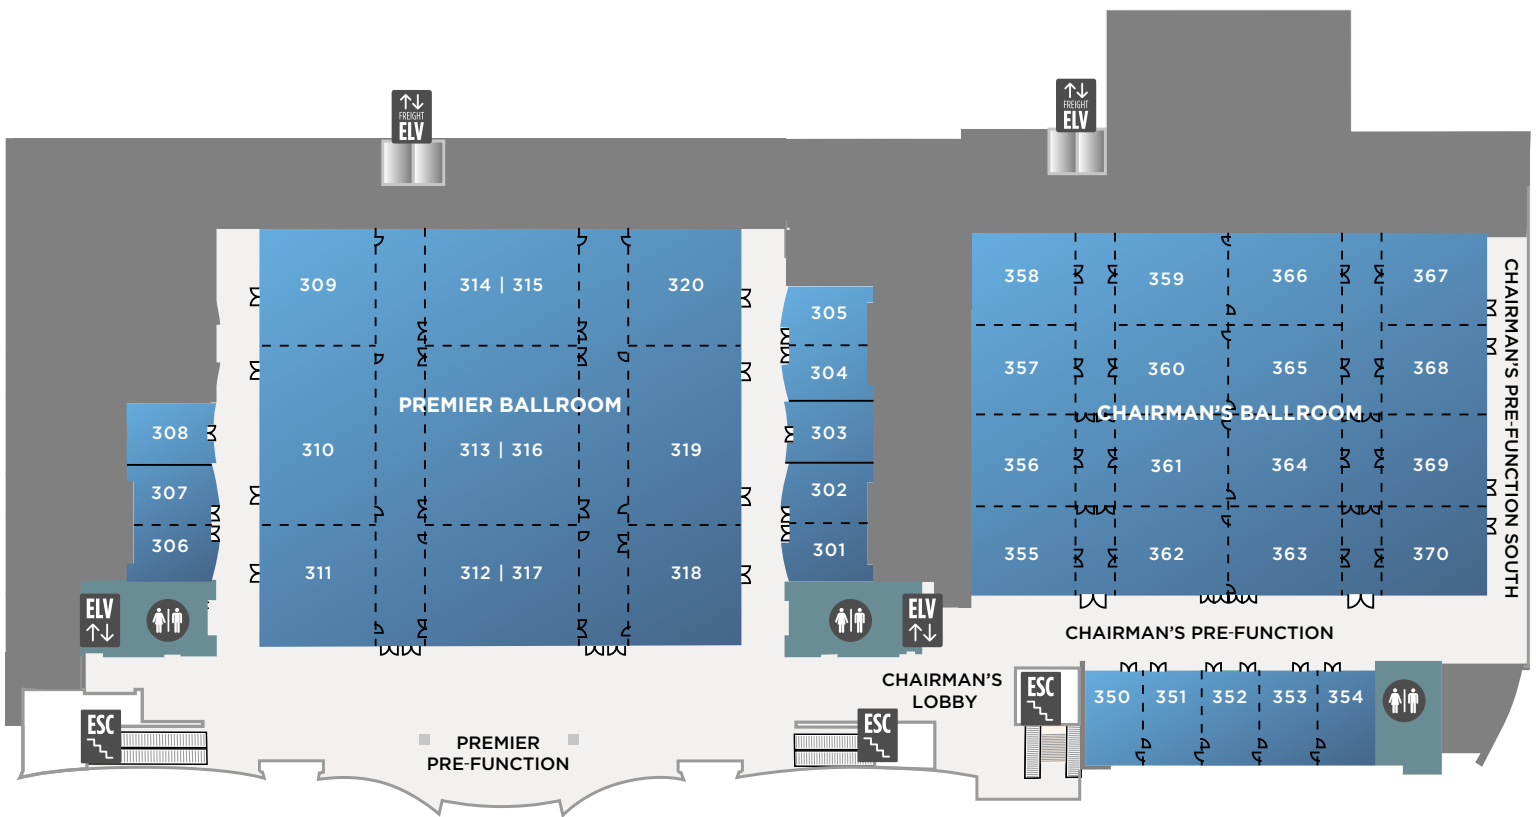 FREIGHT
ELV
FREIGHT
ELV
309
314 | 315
320
305
304
303
302
301
308
307
306
PREMIER BALLROOM
310
313 | 316
319
311
312 | 317
318
358
359
366
367
357
360
365
368
CHAIRMAN'S BALLROOM
356
361
364
369
355
362
363
370
CHAIRMAN'S PRE-FUNCTION SOUTH
ELV
ELV
CHAIRMAN'S PRE-FUNCTION
CHAIRMAN'S
LOBBY
ESC
350
351
352
353
354
ESC
ESC
PREMIER
PRE-FUNCTION